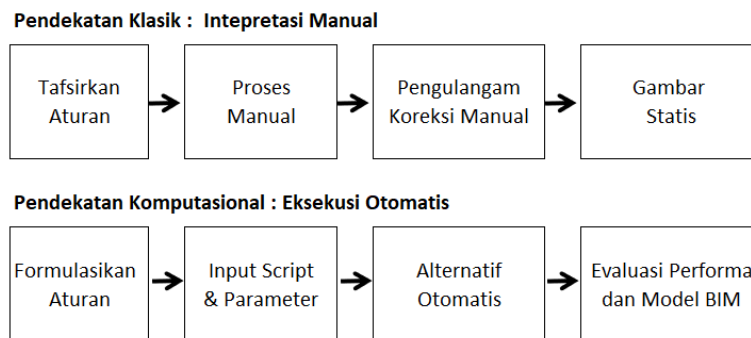 Pendekatan Klasik :  Intepretasi Manual
Tafsirkan
Aturan
Proses
Manual
Pengulangam
Koreksi Manual
Gambar
Statis
Pendekatan Komputasional : Eksekusi Otomatis
Formulasikan
Aturan
Input Script
& Parameter
Alternatif
Otomatis
Evaluasi Performa
dan Model BIM